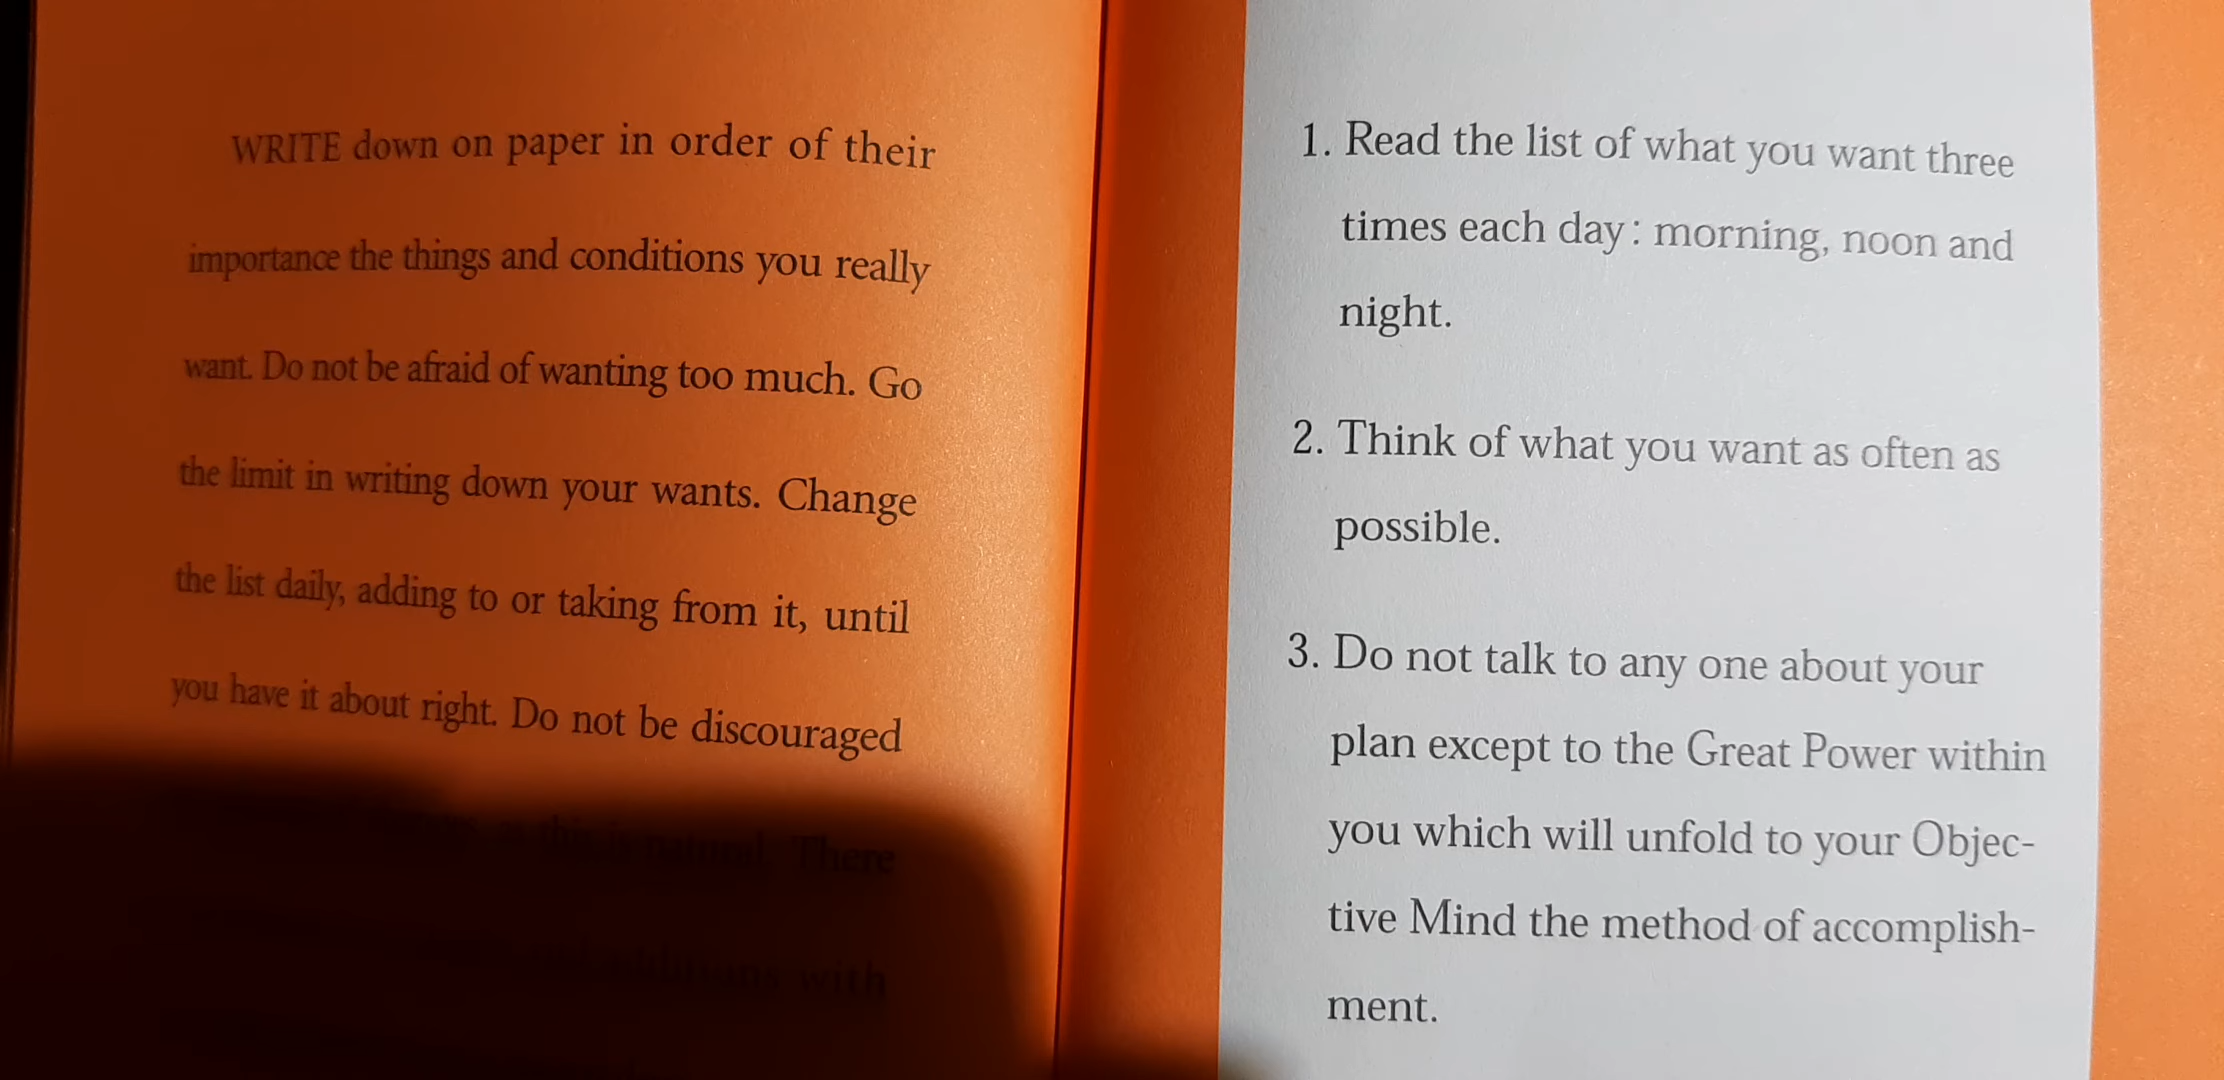 WRITE down on paper in order of their
importance the things and conditions you really
want. Do not be afraid of wanting too much. Go
the limit in writing down your wants. Change
the list daily, adding to or taking from it, until
you have it about right. Do not be discouraged
this is natural. There
with
1. Read the list of what you want three
times each day: morning, noon and
night.
2. Think of what you want as often as
possible.
3. Do not talk to any one about your
plan except to the Great Power within
you which will unfold to your Objec-
tive Mind the method of accomplish-
ment.